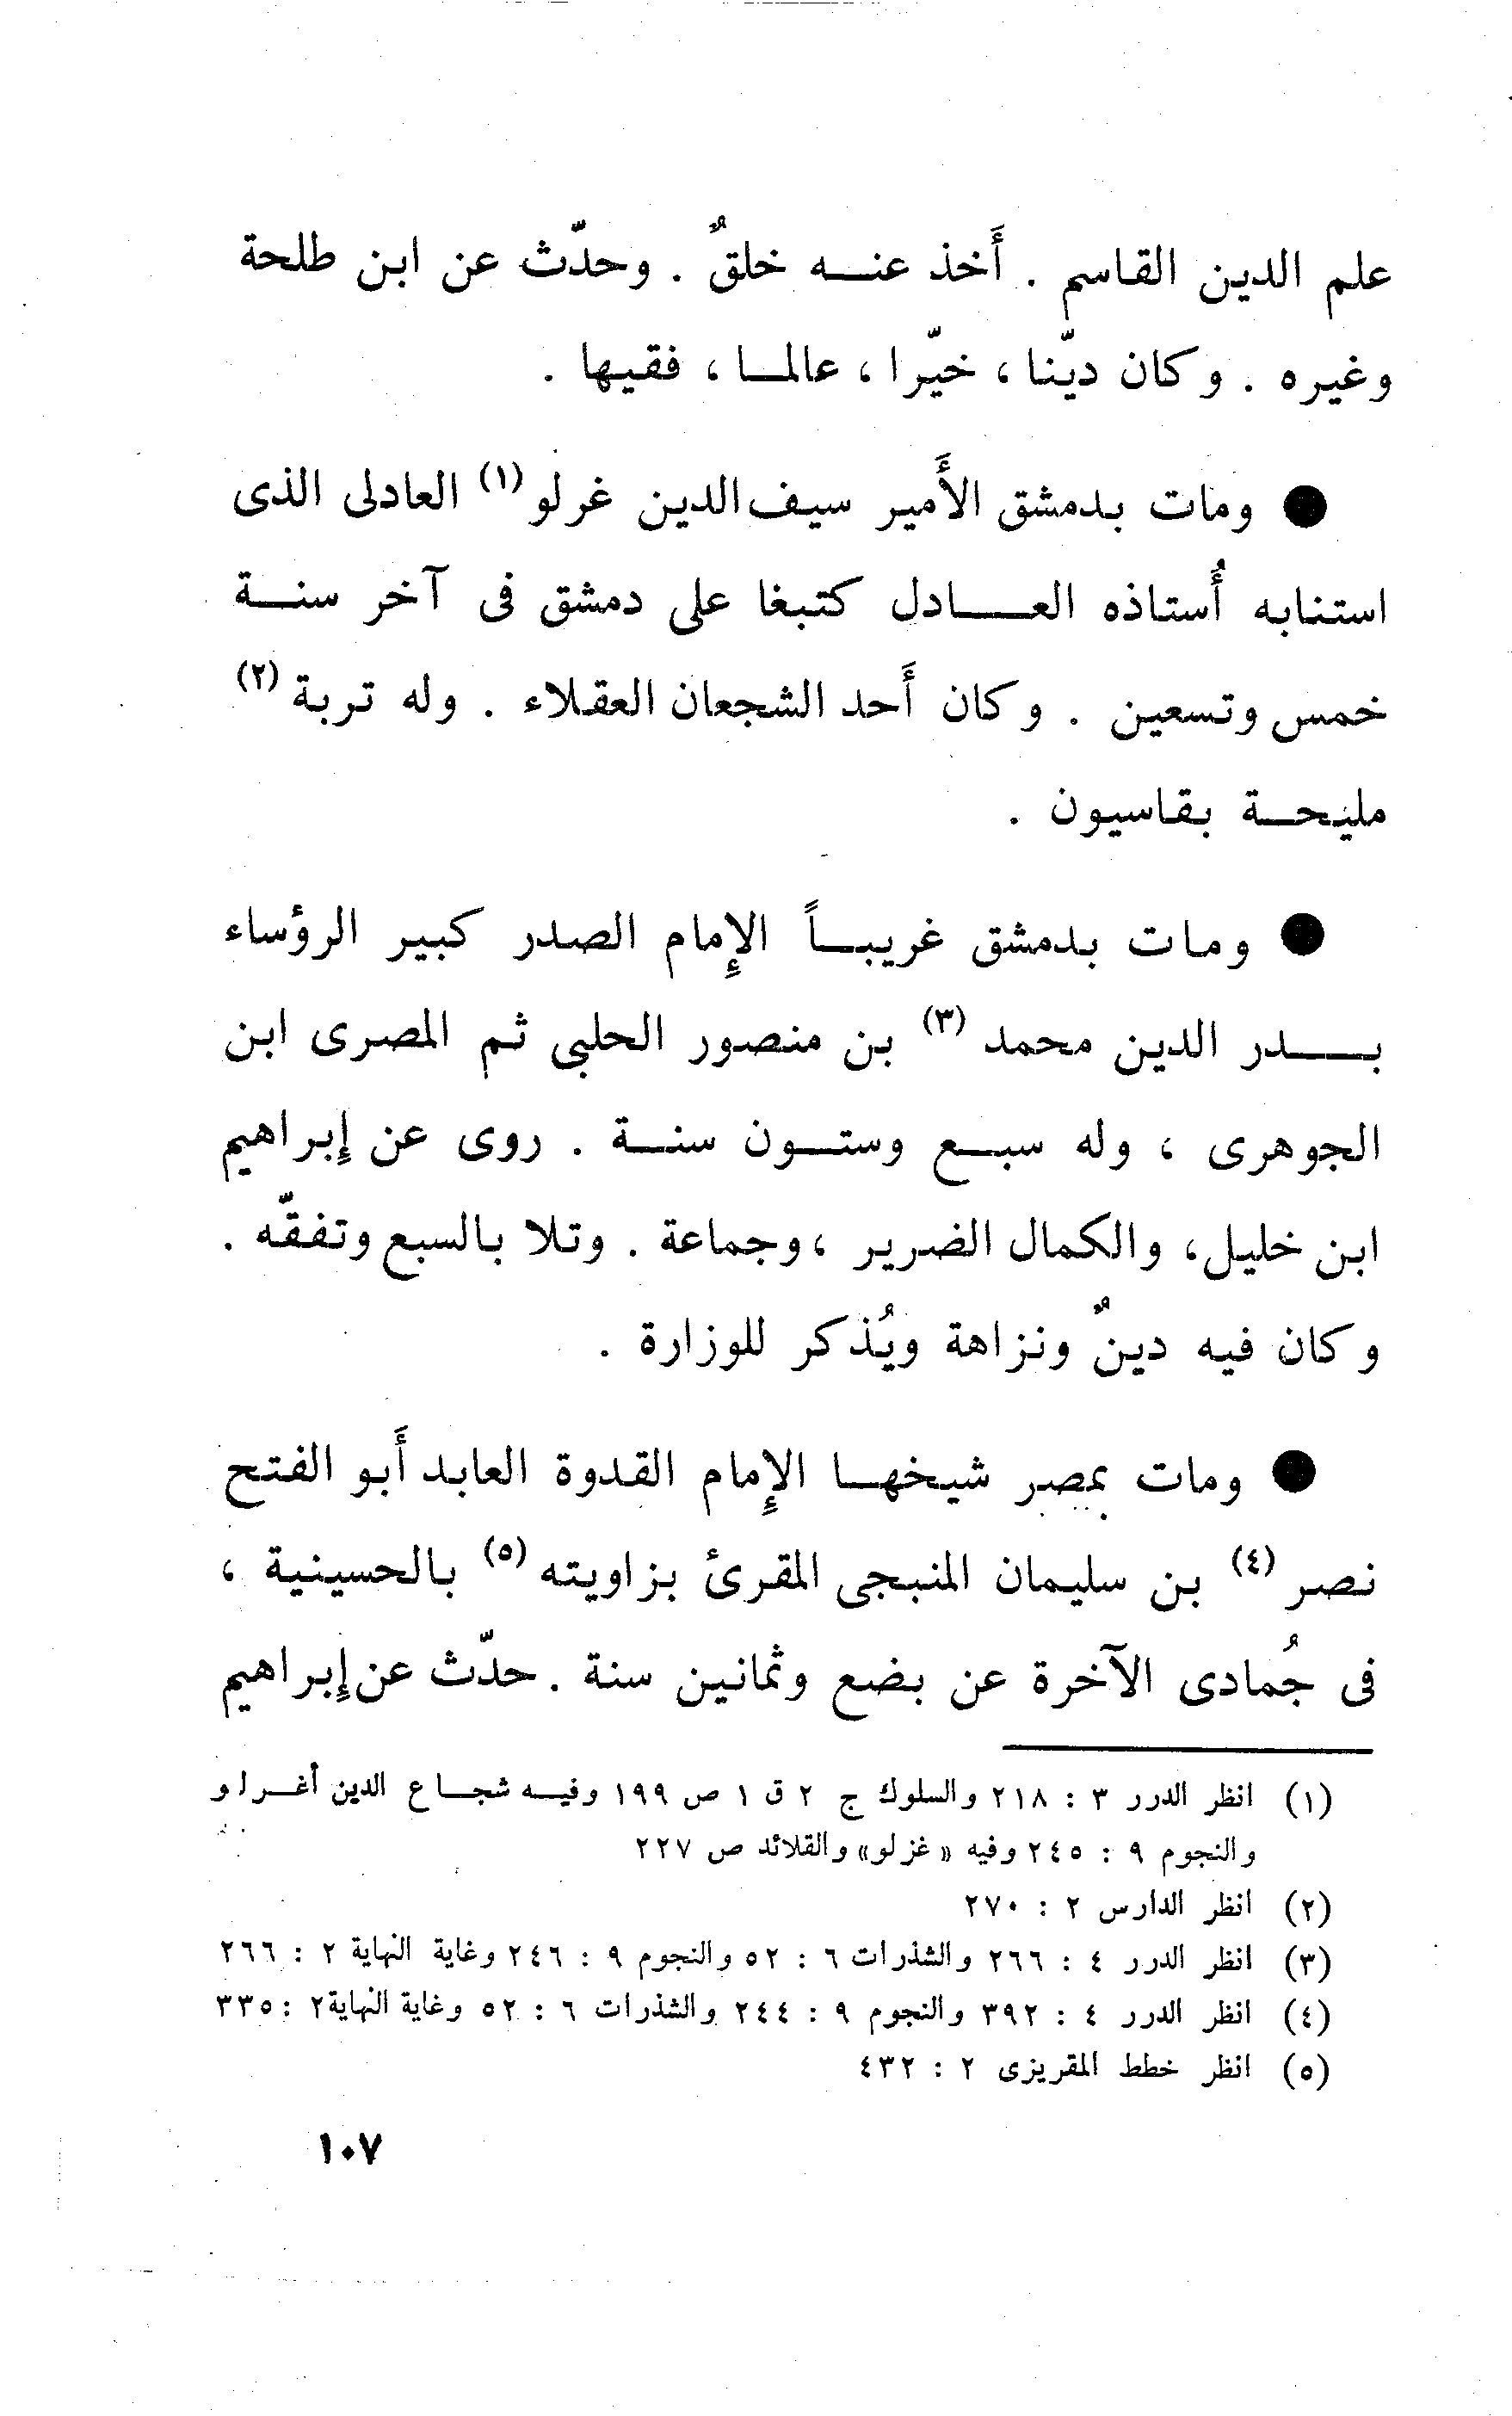 علم الدين القاسم . أَخذ عنه خلقٌ . وحدّث عن ابن طلحة
وغيره . وكان ديّنا ، خيّرا ، عالما ، فقيها .
● ومات بدمشق الأَمير سيف الدين غرلو (١) العادلى الذى
استنابه أُستاذه العادل كتبغا على دمشق فى آخر سنة
خمس وتسعين . وكان أَحد الشجعان العقلاء . وله تربة (٢)
مليحة بقاسيون .
● ومات بدمشق غريباً الإِمام الصدر كبير الرؤساء
بدر الدين محمد (٣) بن منصور الحلبى ثم المصرى ابن
الجوهرى ، وله سبع وستون سنة . روى عن إِبراهيم
ابن خليل ، والكمال الضرير ، وجماعة . وتلا بالسبع وتفقّه .
وكان فيه دينٌ ونزاهة ويُذكر للوزارة .
● ومات بمصر شيخها الإِمام القدوة العابد أَبو الفتح
نصر (٤) بن سليمان المنبجى المقرئ بزاويته (٥) بالحسينية ،
فى جُمادى الآخرة عن بضع وثمانين سنة . حدّث عن إِبراهيم
(١) انظر الدرر ٣ : ٢١٨ والسلوك ج ٢ ق ١ ص ١٩٩ وفيه شجاع الدين أغرلو
والنجوم ٩ : ٢٤٥ وفيه « غزلو » والقلائد ص ٢٢٧
(٢) انظر الدارس ٢ : ٢٧٠
(٣) انظر الدرر ٤ : ٢٦٦ والشذرات ٦ : ٥٢ والنجوم ٩ : ٢٤٦ وغاية النهاية ٢ : ٢٦٦
(٤) انظر الدرر ٤ : ٣٩٢ والنجوم ٩ : ٢٤٤ والشذرات ٦ : ٥٢ وغاية النهاية ٢ : ٣٣٥
(٥) انظر خطط المقريزى ٢ : ٤٣٢
١٠٧